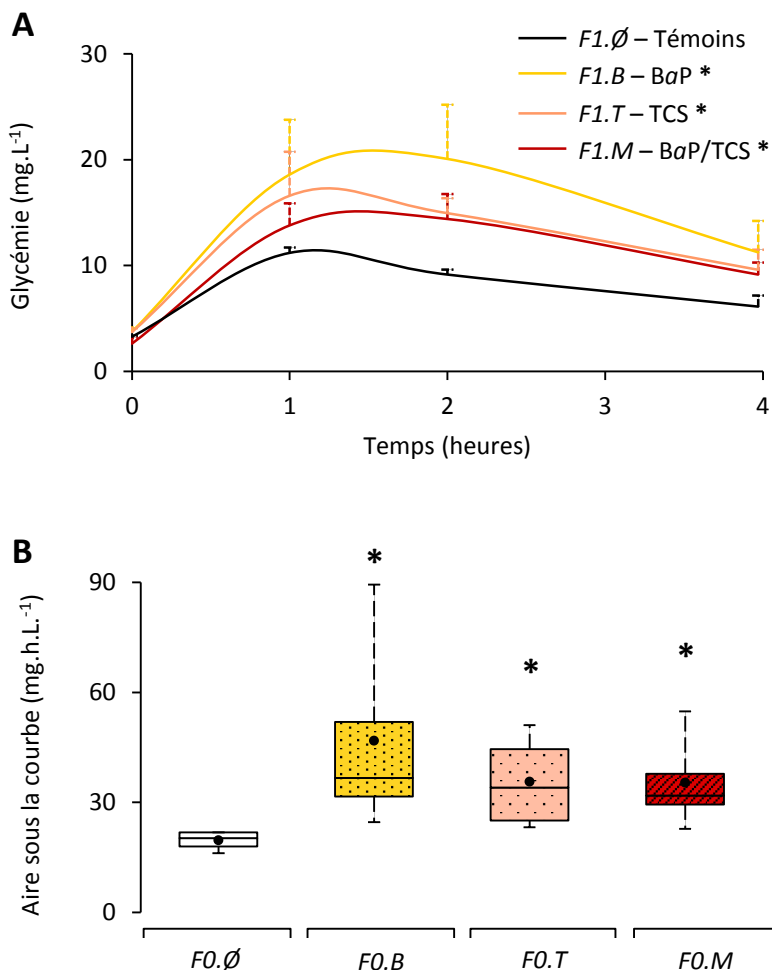 A
30
20
10
0
Glycémie (mg.L⁻¹)
F1.Ø – Témoins
F1.B – BaP *
F1.T – TCS *
F1.M – BaP/TCS *
0 1 2 3 4
Temps (heures)
B
90
60
30
0
Aire sous la courbe (mg.h.L.⁻¹)
* * *
F0.Ø F0.B F0.T F0.M